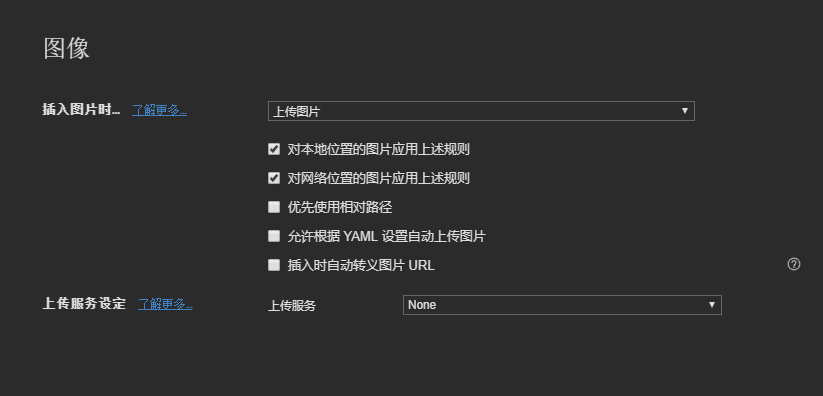 图像
插入图片时... 了解更多... 上传图片
对本地位置的图片应用上述规则
对网络位置的图片应用上述规则
优先使用相对路径
允许根据 YAML 设置自动上传图片
插入时自动转义图片 URL
上传服务设定 了解更多... 上传服务 None